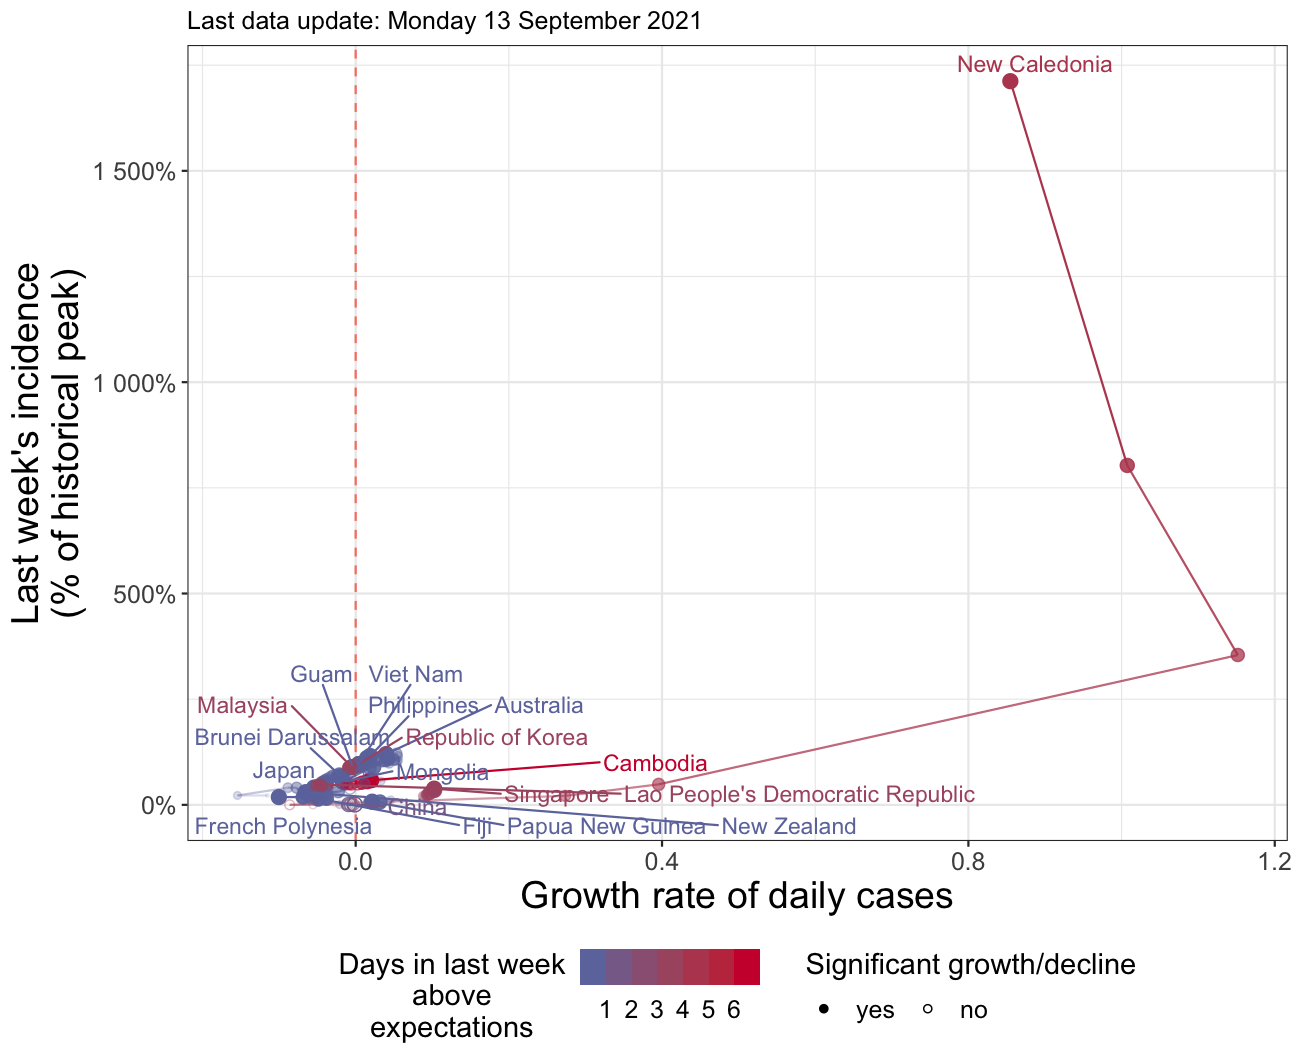 Last data update: Monday 13 September 2021
Last week's incidence
(% of historical peak)
1 500%
1 000%
500%
0%
New Caledonia
Guam
Viet Nam
Malaysia
Philippines
Australia
Brunei Darussalam
Republic of Korea
Japan
Mongolia
Cambodia
Singapore
Lao People's Democratic Republic
China
French Polynesia
Fiji
Papua New Guinea
New Zealand
0.0
0.4
0.8
1.2
Growth rate of daily cases
Days in last week
above
expectations
1 2 3 4 5 6
Significant growth/decline
yes
no